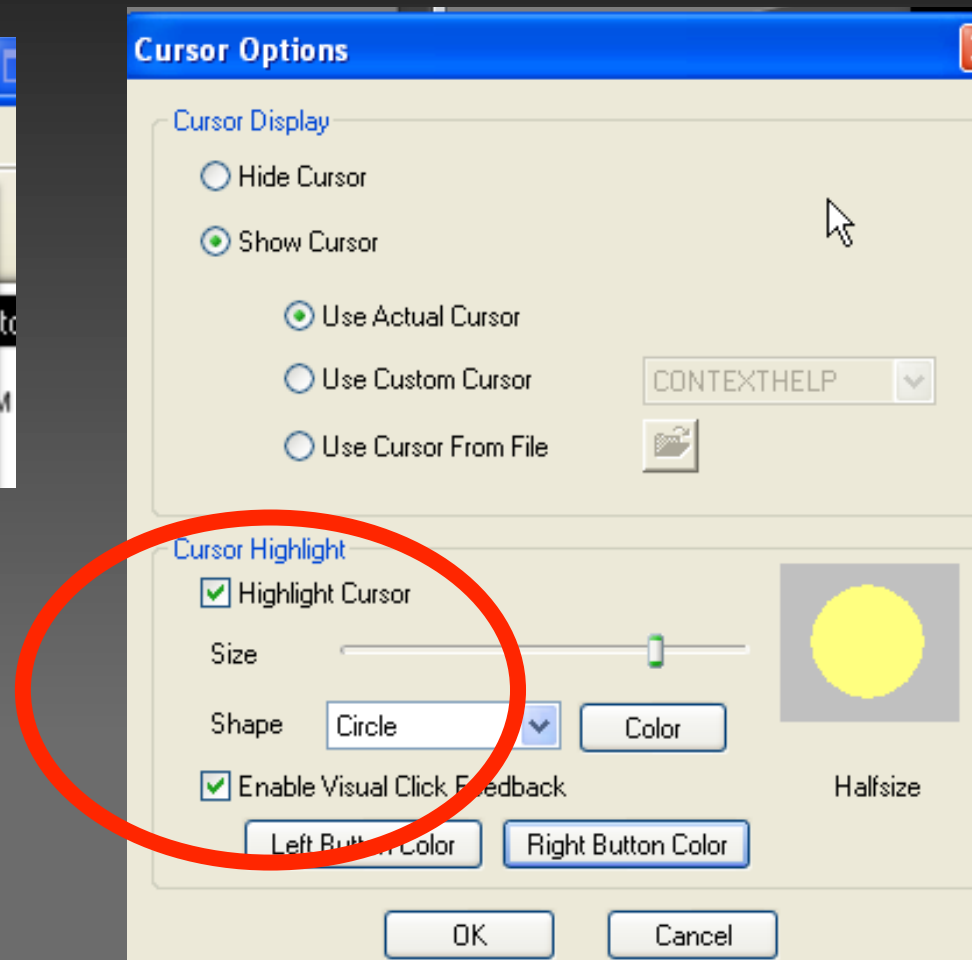 Cursor Options
Cursor Display
Hide Cursor
Show Cursor
Use Actual Cursor
Use Custom Cursor CONTEXTHELP
Use Cursor From File
Cursor Highlight
Highlight Cursor
Size
Shape Circle Color
Enable Visual Click Feedback Halfsize
Left Button Color Right Button Color
OK Cancel